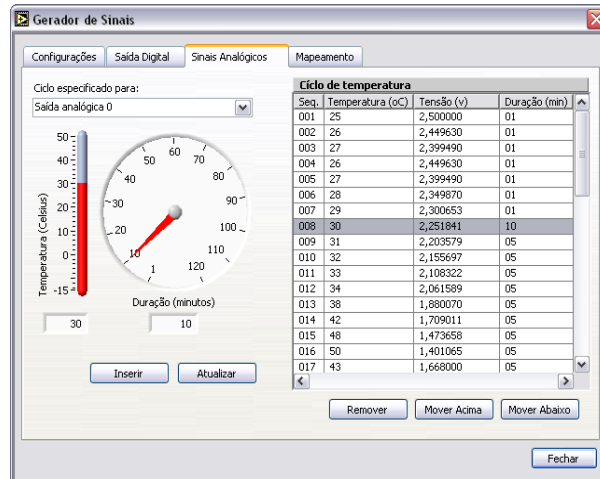 Gerador de Sinais
Configurações Saída Digital Sinais Analógicos Mapeamento
Ciclo especificado para:
Saída analógica 0
50
40
30
20
10
0
-15
Temperatura (Celsius)
30
1
10
20
30
40
50
60
70
80
90
100
110
120
Duração (minutos)
10
Inserir Atualizar
Cíclo de temperatura
Seq. Temperatura (oC) Tensão (v) Duração (min)
001 25 2,500000 01
002 26 2,449630 01
003 27 2,399490 01
004 26 2,449630 01
005 27 2,399490 01
006 28 2,349870 01
007 29 2,300653 01
008 30 2,251841 10
009 31 2,203579 05
010 32 2,155697 05
011 33 2,108322 05
012 34 2,061589 05
013 38 1,880070 05
014 42 1,709011 05
015 48 1,473658 05
016 50 1,401065 05
017 43 1,668000 05
Remover Mover Acima Mover Abaixo
Fechar